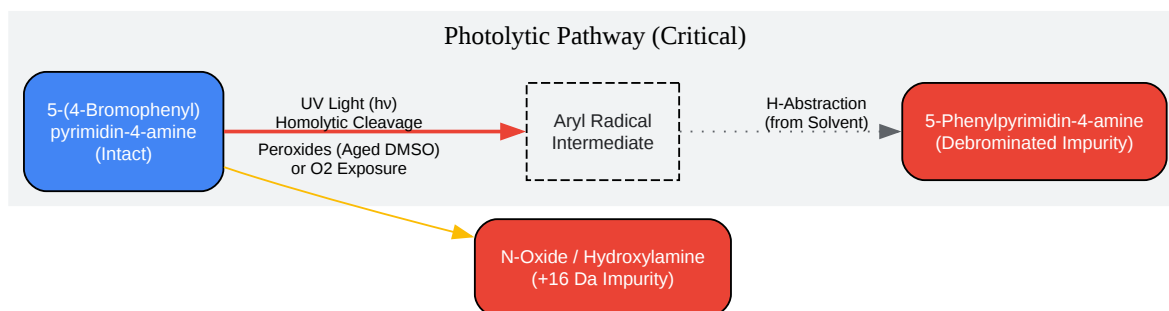 Photolytic Pathway (Critical)
5-(4-Bromophenyl)
pyrimidin-4-amine
(Intact)
UV Light (hν)
Homolytic Cleavage
Peroxides (Aged DMSO)
or O2 Exposure
Aryl Radical
Intermediate
H-Abstraction
(from Solvent)
5-Phenylpyrimidin-4-amine
(Debrominated Impurity)
N-Oxide / Hydroxylamine
(+16 Da Impurity)